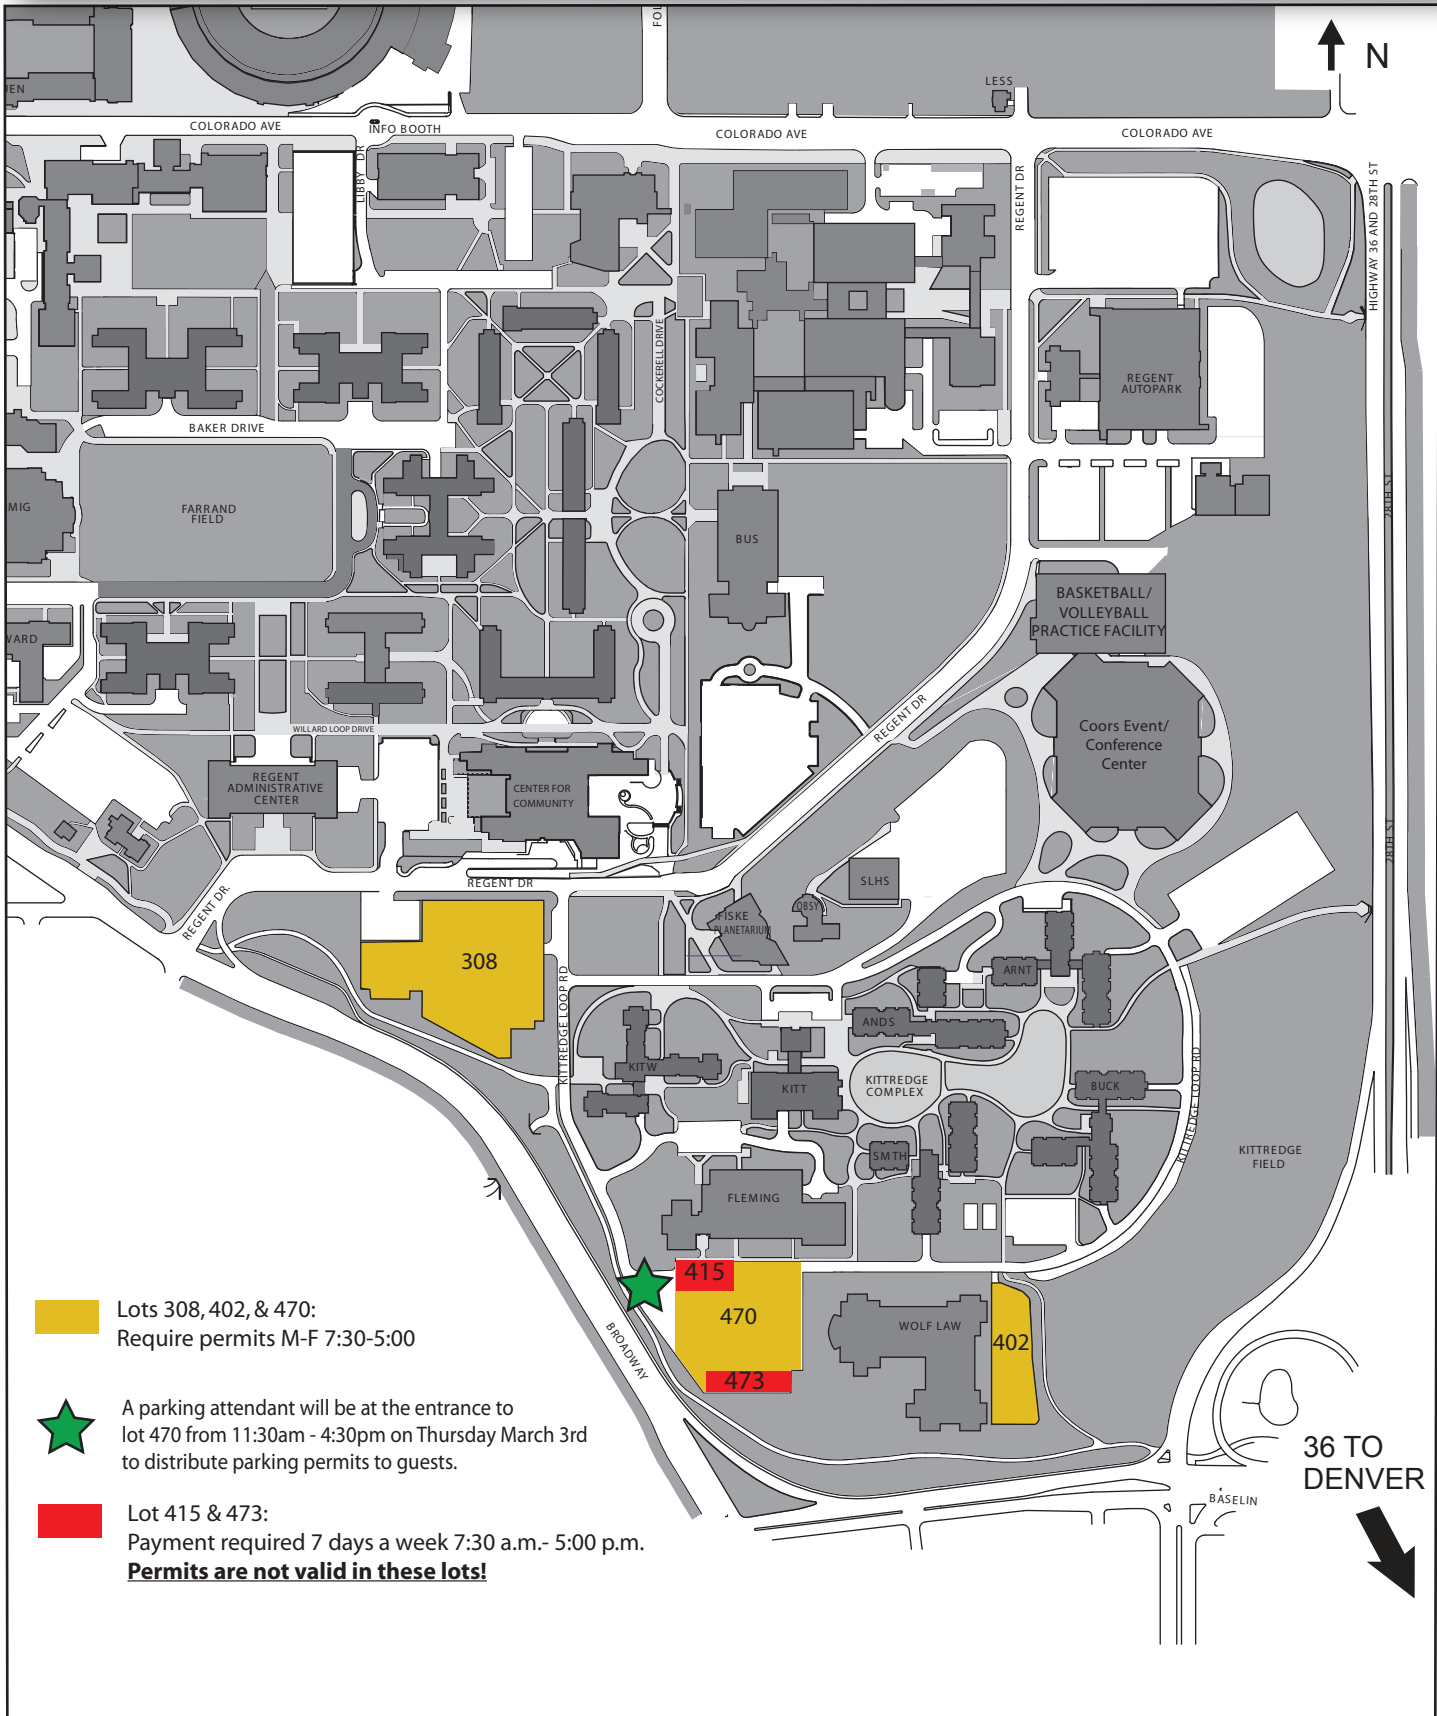 N
FOL
LESS
UEN
COLORADO AVE
INFO BOOTH
COLORADO AVE
COLORADO AVE
LIBBY DR
REGENT DR
HIGHWAY 36 AND 28TH ST
COCKERELL DRIVE
REGENT
AUTOPARK
BAKER DRIVE
MIG
FARRAND
FIELD
BUS
28TH ST
BASKETBALL/
VOLLEYBALL
PRACTICE FACILITY
WARD
REGENT DR
Coors Event/
Conference
Center
WILLARD LOOP DRIVE
REGENT
ADMINISTRATIVE
CENTER
CENTER FOR
COMMUNITY
28TH ST
REGENT DR
SLHS
REGENT DR.
OBSY
FISKE
PLANETARIUM
308
KITTREDGE LOOP RD
ARNT
ANDS
KITW
KITT
KITTREDGE
COMPLEX
BUCK
KITTREDGE LOOP RD
SMTH
KITTREDGE
FIELD
FLEMING
415
470
473
WOLF LAW
402
BROADWAY
Lots 308, 402, & 470:
Require permits M-F 7:30-5:00
A parking attendant will be at the entrance to
lot 470 from 11:30am - 4:30pm on Thursday March 3rd
to distribute parking permits to guests.
36 TO
DENVER
BASELIN
Lot 415 & 473:
Payment required 7 days a week 7:30 a.m.- 5:00 p.m.
Permits are not valid in these lots!